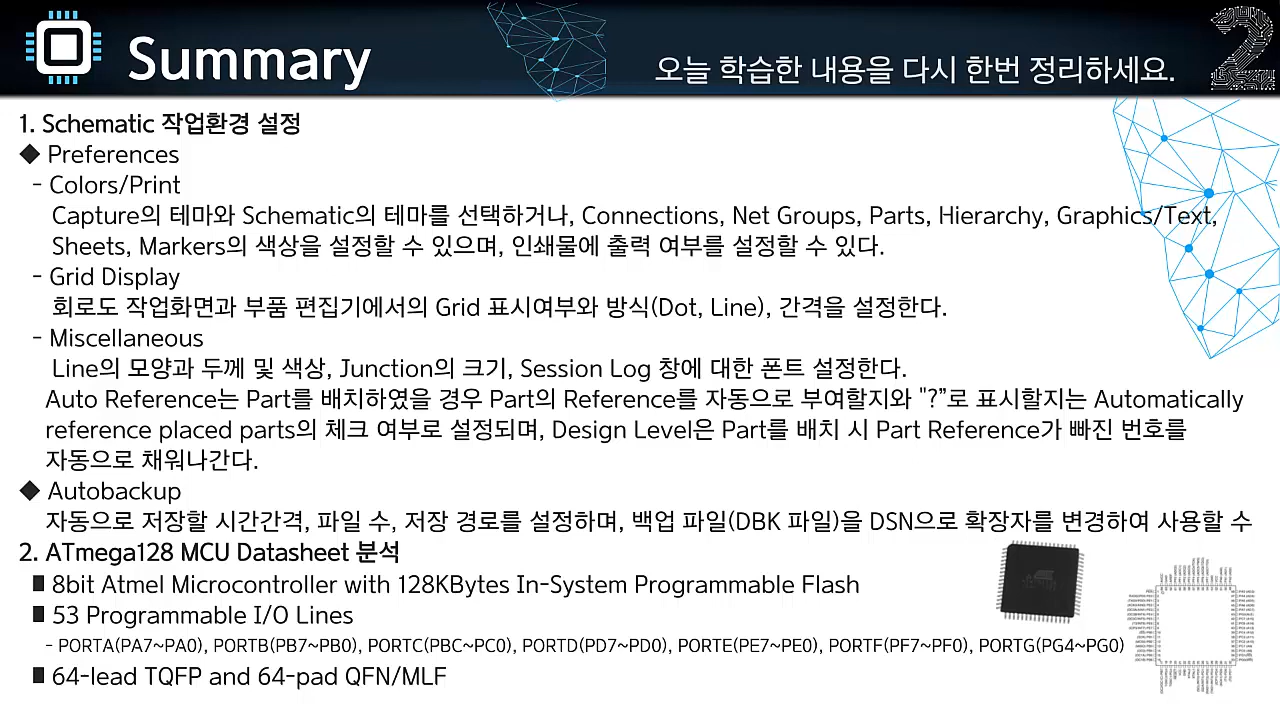 Summary
오늘 학습한 내용을 다시 한번 정리하세요.
2
1. Schematic 작업환경 설정
◆ Preferences
- Colors/Print
Capture의 테마와 Schematic의 테마를 선택하거나, Connections, Net Groups, Parts, Hierarchy, Graphics/Text,
Sheets, Markers의 색상을 설정할 수 있으며, 인쇄물에 출력 여부를 설정할 수 있다.
- Grid Display
회로도 작업화면과 부품 편집기에서의 Grid 표시여부와 방식(Dot, Line), 간격을 설정한다.
- Miscellaneous
Line의 모양과 두께 및 색상, Junction의 크기, Session Log 창에 대한 폰트 설정한다.
Auto Reference는 Part를 배치하였을 경우 Part의 Reference를 자동으로 부여할지와 "?”로 표시할지는 Automatically
reference placed parts의 체크 여부로 설정되며, Design Level은 Part를 배치 시 Part Reference가 빠진 번호를
자동으로 채워나간다.
◆ Autobackup
자동으로 저장할 시간간격, 파일 수, 저장 경로를 설정하며, 백업 파일(DBK 파일)을 DSN으로 확장자를 변경하여 사용할 수
2. ATmega128 MCU Datasheet 분석
■ 8bit Atmel Microcontroller with 128KBytes In-System Programmable Flash
■ 53 Programmable I/O Lines
- PORTA(PA7~PA0), PORTB(PB7~PB0), PORTC(PC7~PC0), PORTD(PD7~PD0), PORTE(PE7~PE0), PORTF(PF7~PF0), PORTG(PG4~PG0)
■ 64-lead TQFP and 64-pad QFN/MLF